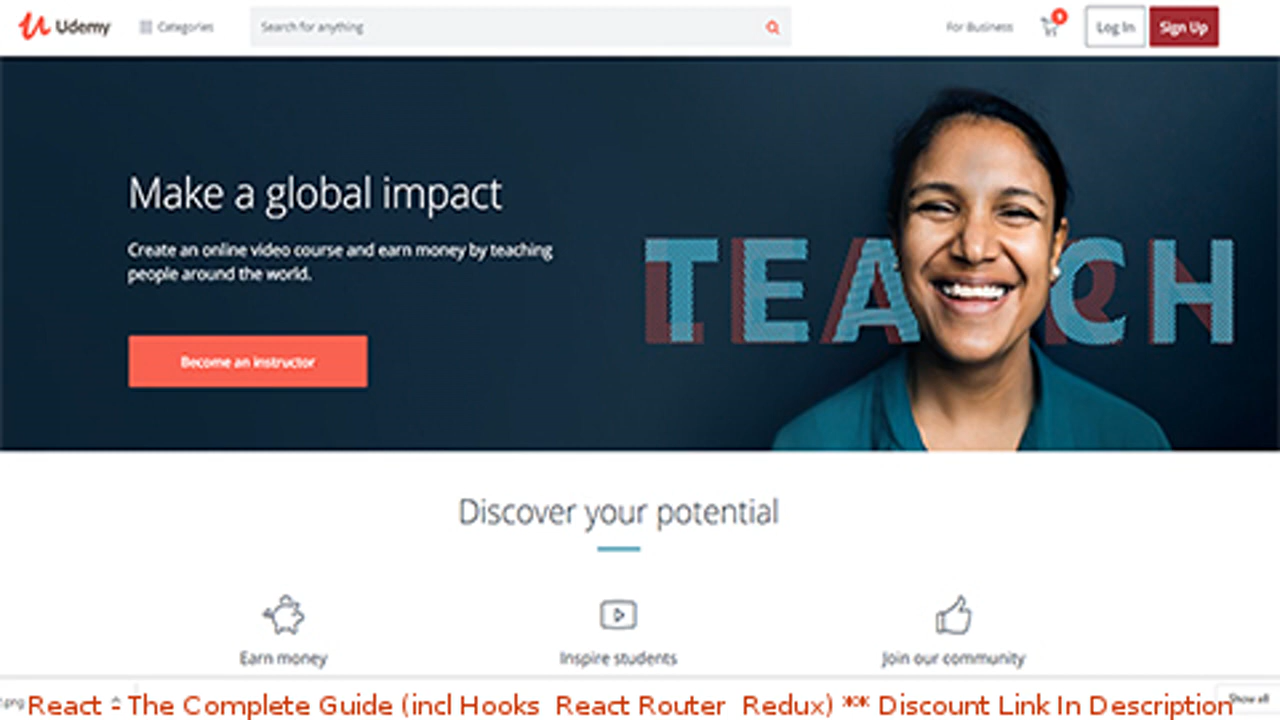 Udemy
Categories
Search for anything
For Business
Log In
Sign Up
Make a global impact
Create an online video course and earn money by teaching
people around the world.
Become an instructor
TEACH
Discover your potential
Earn money
Inspire students
Join our community
.png
Show all
React - The Complete Guide (incl Hooks React Router Redux) ** Discount Link In Description